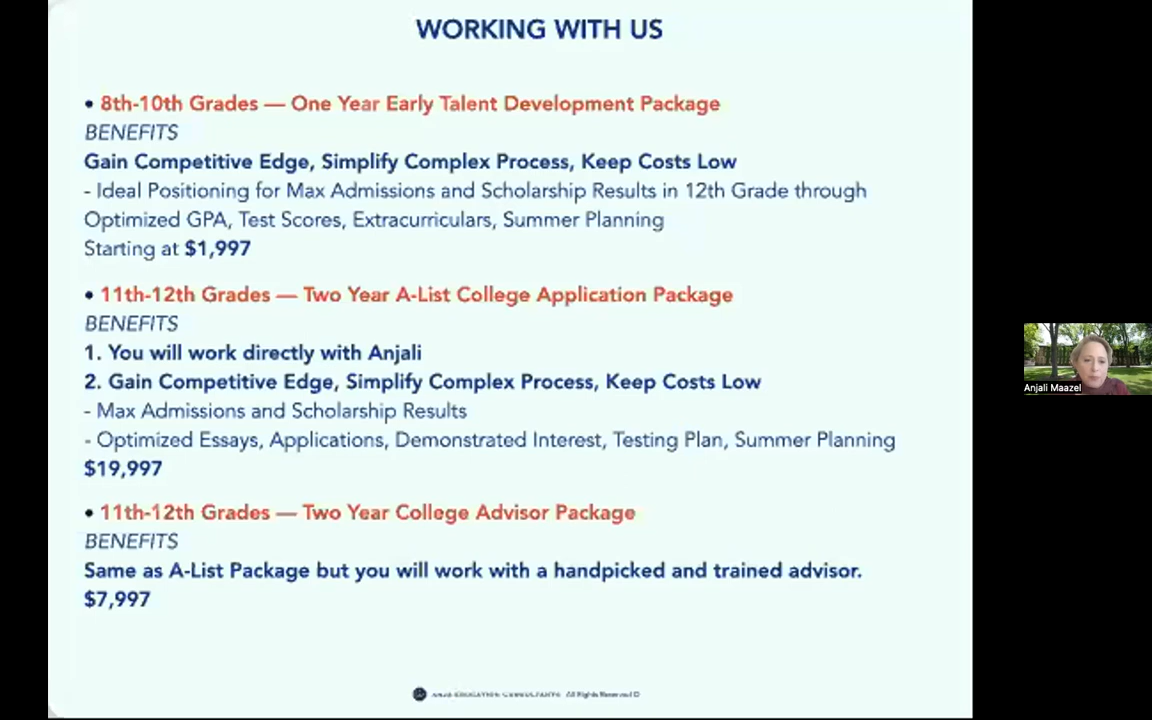 WORKING WITH US
• 8th-10th Grades — One Year Early Talent Development Package
BENEFITS
Gain Competitive Edge, Simplify Complex Process, Keep Costs Low
- Ideal Positioning for Max Admissions and Scholarship Results in 12th Grade through
Optimized GPA, Test Scores, Extracurriculars, Summer Planning
Starting at $1,997
• 11th-12th Grades — Two Year A-List College Application Package
BENEFITS
1. You will work directly with Anjali
2. Gain Competitive Edge, Simplify Complex Process, Keep Costs Low
- Max Admissions and Scholarship Results
- Optimized Essays, Applications, Demonstrated Interest, Testing Plan, Summer Planning
$19,997
• 11th-12th Grades — Two Year College Advisor Package
BENEFITS
Same as A-List Package but you will work with a handpicked and trained advisor.
$7,997
Anjali Maazel
EDUCATION CONSULTANTS All Rights Reserved